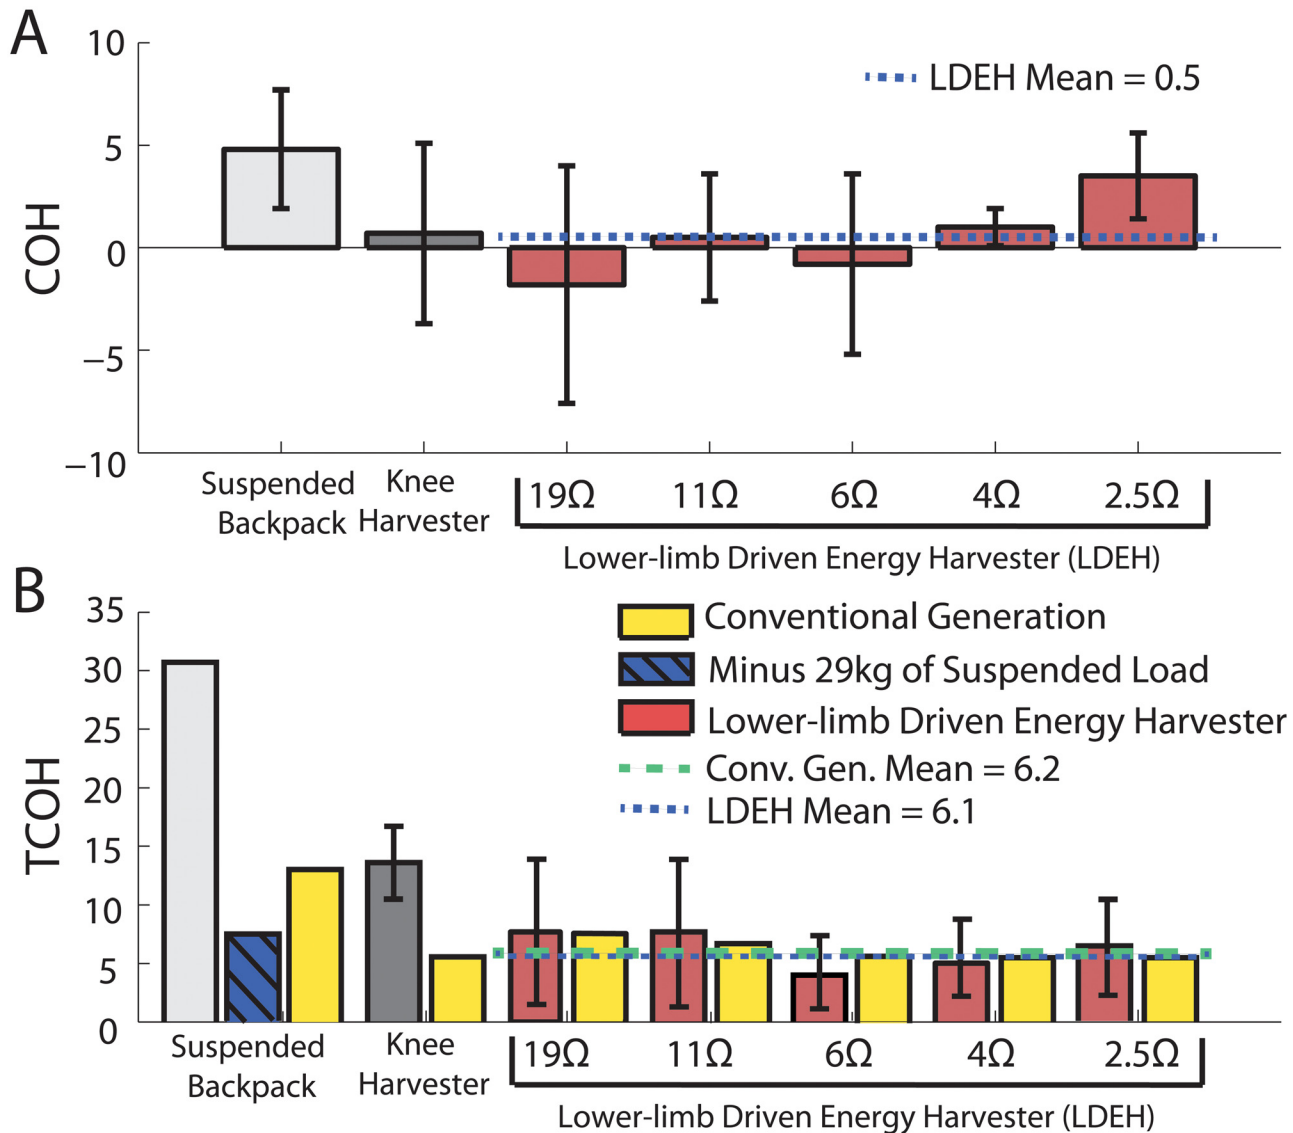 A
10
5
0
−5
−10
COH
LDEH Mean = 0.5
Suspended
Backpack
Knee
Harvester
19Ω
11Ω
6Ω
4Ω
2.5Ω
Lower-limb Driven Energy Harvester (LDEH)
B
35
30
25
20
15
10
5
0
TCOH
Conventional Generation
Minus 29kg of Suspended Load
Lower-limb Driven Energy Harvester
Conv. Gen. Mean = 6.2
LDEH Mean = 6.1
Suspended
Backpack
Knee
Harvester
19Ω
11Ω
6Ω
4Ω
2.5Ω
Lower-limb Driven Energy Harvester (LDEH)